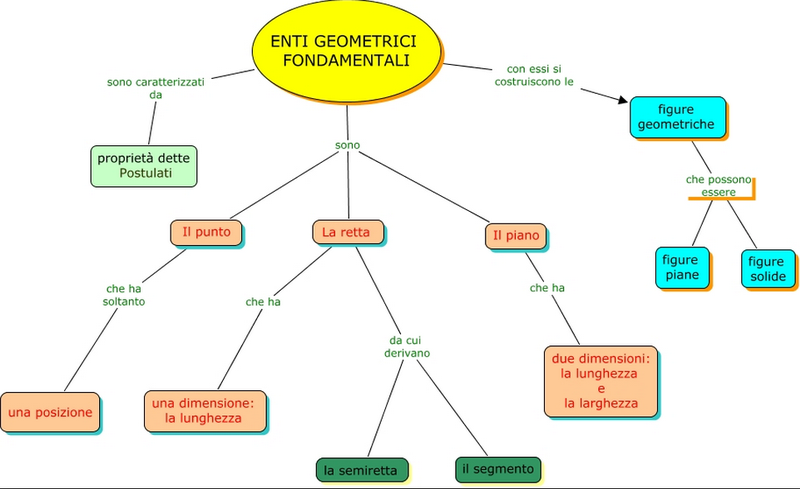 ENTI GEOMETRICI
FONDAMENTALI
sono caratterizzati
da
con essi si
costruiscono le
figure
geometriche
proprietà dette
Postulati
sono
che possono
essere
Il punto
La retta
Il piano
figure
piane
figure
solide
che ha
soltanto
che ha
che ha
da cui
derivano
due dimensioni:
la lunghezza
e
la larghezza
una posizione
una dimensione:
la lunghezza
la semiretta
il segmento